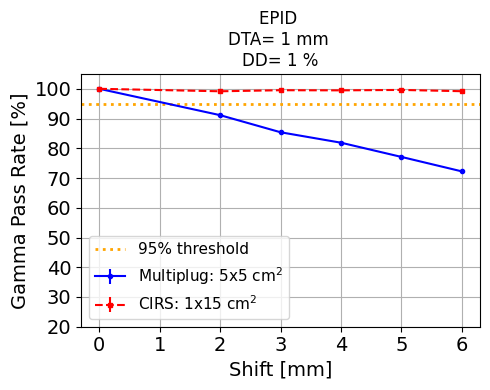 EPID
DTA= 1 mm
DD= 1 %
Gamma Pass Rate [%]
100
90
80
70
60
50
40
30
20
95% threshold
Multiplug: 5x5 cm²
CIRS: 1x15 cm²
0 1 2 3 4 5 6
Shift [mm]